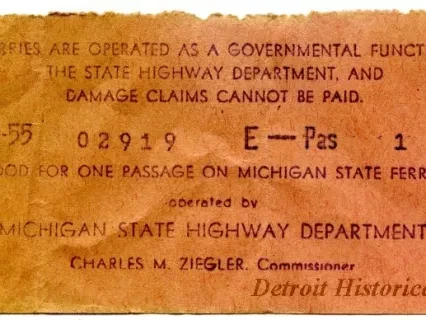 RRIES ARE OPERATED AS A GOVERNMENTAL FUNCT
THE STATE HIGHWAY DEPARTMENT, AND
DAMAGE CLAIMS CANNOT BE PAID.
-55 02919 E—Pas 1
OOD FOR ONE PASSAGE ON MICHIGAN STATE FERR
operated by
MICHIGAN STATE HIGHWAY DEPARTMENT
CHARLES M. ZIEGLER, Commissioner
Detroit Historica